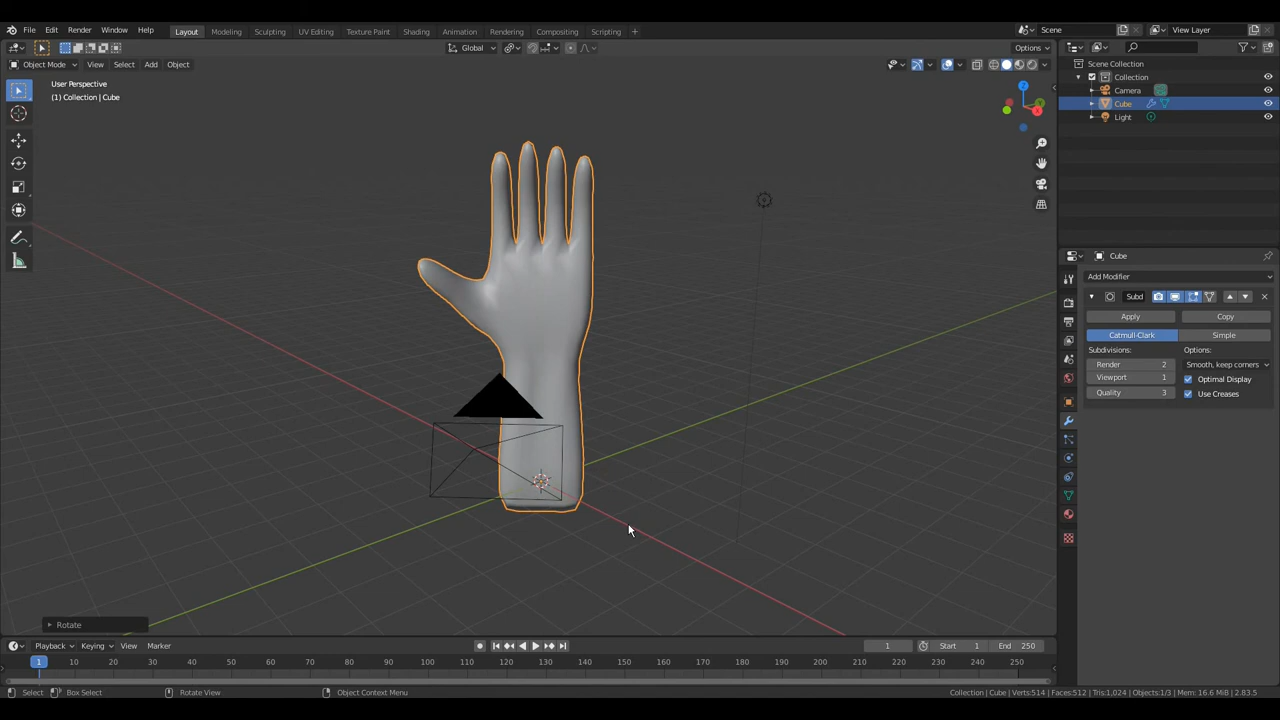 File Edit Render Window Help Layout Modeling Sculpting UV Editing Texture Paint Shading Animation Rendering Compositing Scripting + Scene View Layer
Global Options
Object Mode View Select Add Object
User Perspective
(1) Collection | Cube
Scene Collection
Collection
Camera
Cube
Light
Cube
Add Modifier
Subd
Apply Copy
Catmull-Clark Simple
Subdivisions: Options:
Render 2 Smooth, keep corners
Viewport 1 Optimal Display
Quality 3 Use Creases
Rotate
Playback Keying View Marker 1 Start 1 End 250
1 10 20 30 40 50 60 70 80 90 100 110 120 130 140 150 160 170 180 190 200 210 220 230 240 250
Select Box Select Rotate View Object Context Menu Collection | Cube | Verts:514 | Faces:512 | Tris:1,024 | Objects:1/3 | Mem: 16.6 MiB | 2.83.5